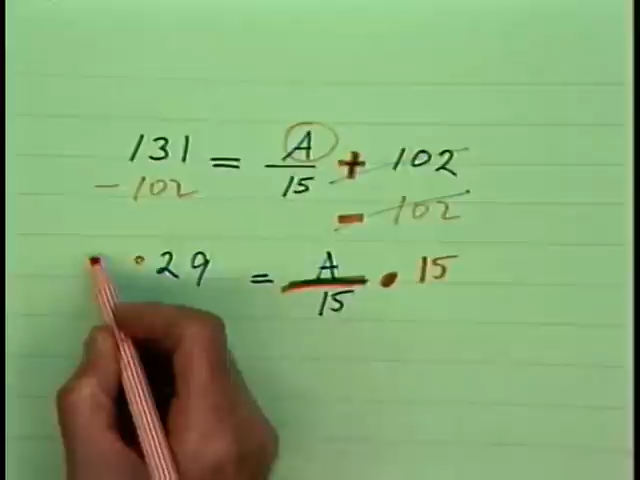 131 = A/15 + 102
- 102 - 102
· 29 = A/15 · 15